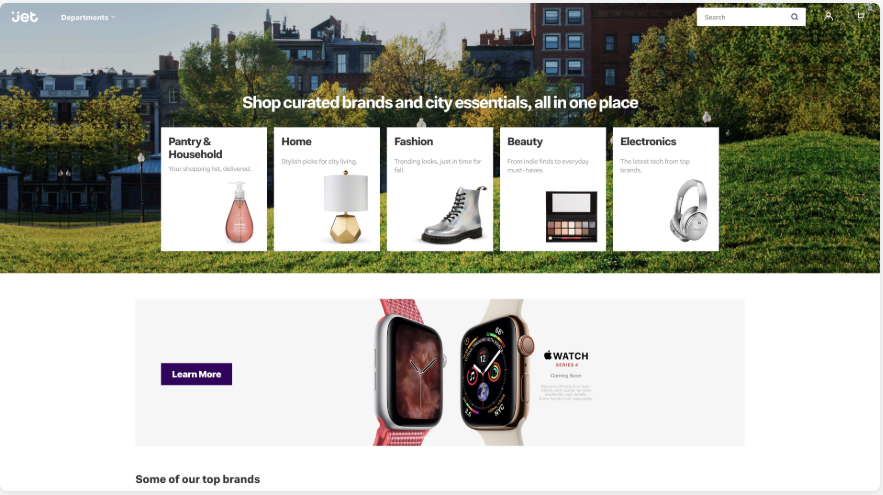 jet
Departments
Search
Shop curated brands and city essentials, all in one place
Pantry &
Household
Your shopping list, delivered.
Home
Stylish picks for city living.
Fashion
Trending looks, just in time for
fall.
Beauty
From indie finds to everyday
must-haves.
Electronics
The latest tech from top
brands.
Learn More
WATCH
SERIES 4
Coming Soon
12
68°
NYC
Some of our top brands